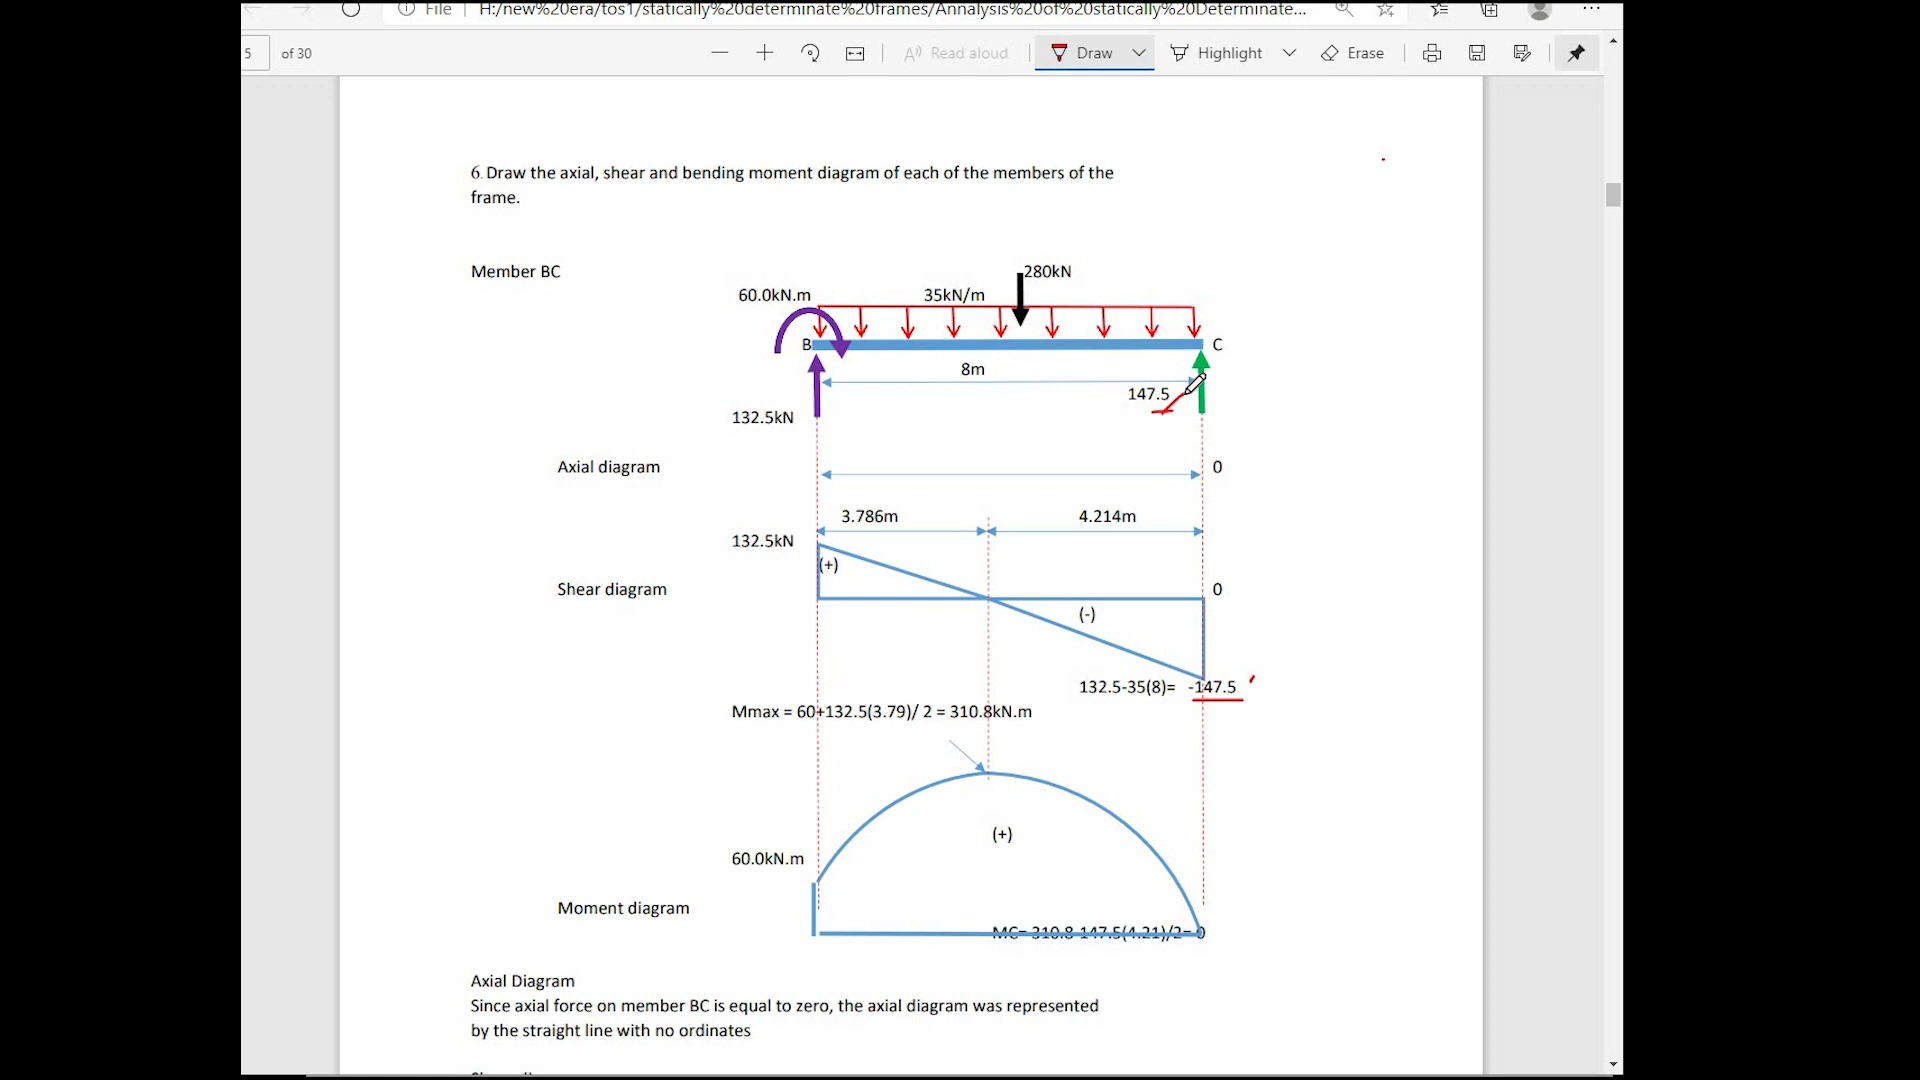 File
H:/new%20era/tos1/statically%20determinate%20frames/Annalysis%20of%20statically%20Determinate...
5 of 30
Read aloud
Draw
Highlight
Erase
6. Draw the axial, shear and bending moment diagram of each of the members of the
frame.
Member BC
280kN
60.0kN.m
35kN/m
B
C
8m
147.5
132.5kN
Axial diagram
0
3.786m
4.214m
132.5kN
(+)
Shear diagram
0
(-)
132.5-35(8)= -147.5
Mmax = 60+132.5(3.79)/ 2 = 310.8kN.m
(+)
60.0kN.m
Moment diagram
MC= 310.8-147.5(4.21)/2= 0
Axial Diagram
Since axial force on member BC is equal to zero, the axial diagram was represented
by the straight line with no ordinates